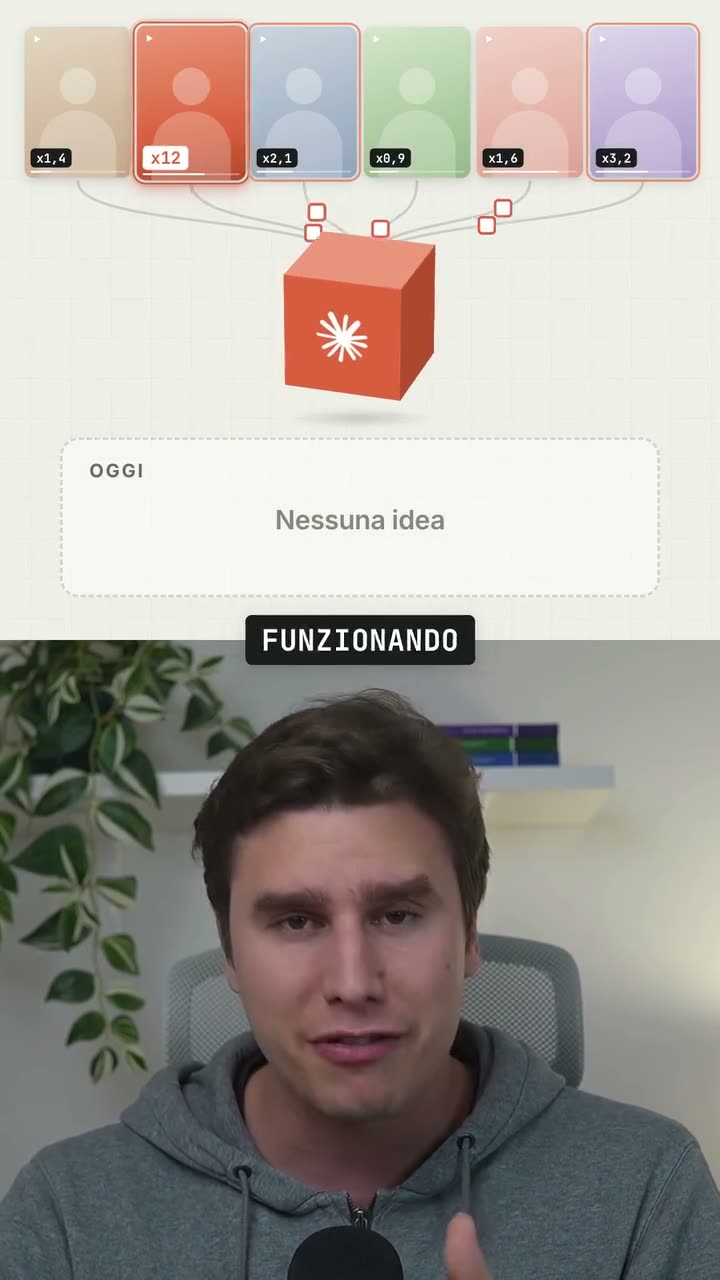 x1,4
x12
x2,1
x0,9
x1,6
x3,2
OGGI
Nessuna idea
FUNZIONANDO